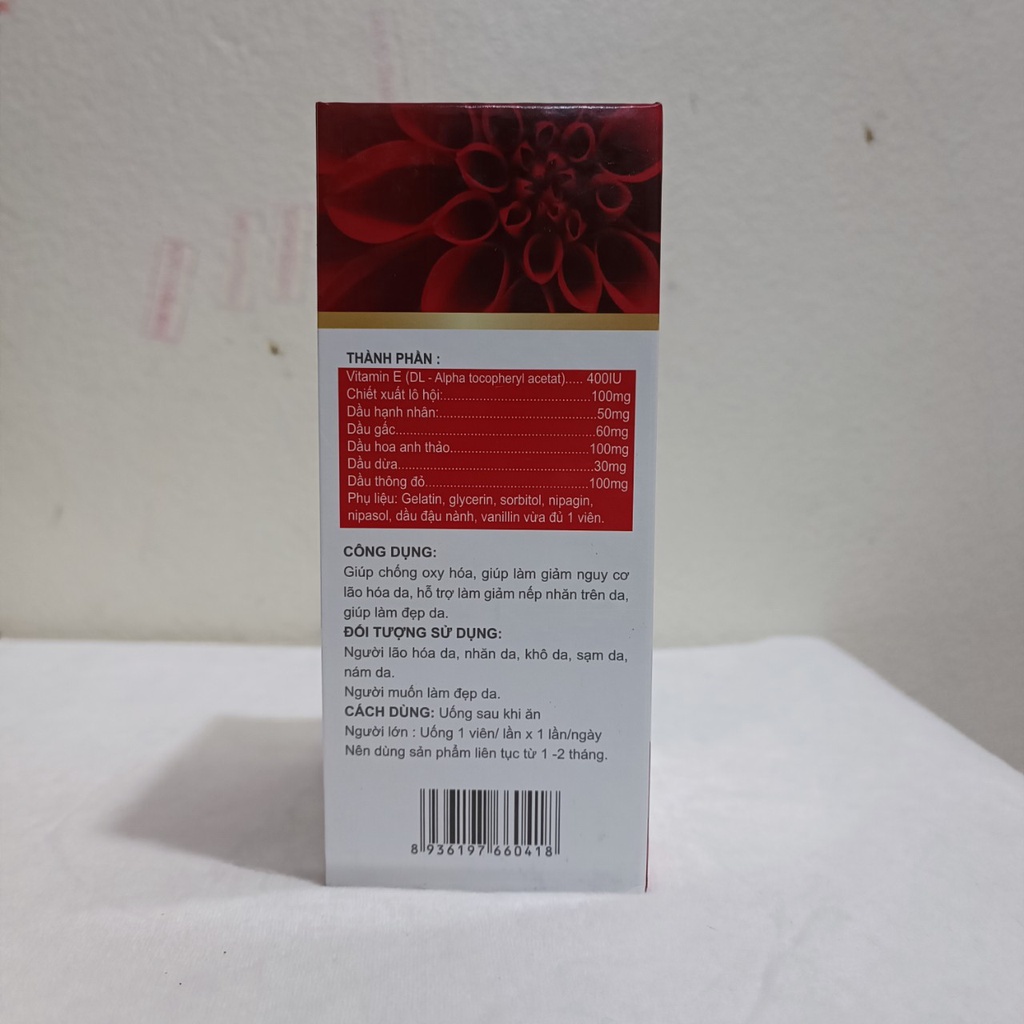 THÀNH PHẦN :
Vitamin E (DL - Alpha tocopheryl acetat)..... 400IU
Chiết xuất lô hội:....................................100mg
Dầu hạnh nhân:......................................50mg
Dầu gấc................................................60mg
Dầu hoa anh thảo..................................100mg
Dầu dừa...............................................30mg
Dầu thông đỏ........................................100mg
Phụ liệu: Gelatin, glycerin, sorbitol, nipagin,
nipasol, dầu đậu nành, vanillin vừa đủ 1 viên.
CÔNG DỤNG:
Giúp chống oxy hóa, giúp làm giảm nguy cơ
lão hóa da, hỗ trợ làm giảm nếp nhăn trên da,
giúp làm đẹp da.
ĐỐI TƯỢNG SỬ DỤNG:
Người lão hóa da, nhăn da, khô da, sạm da,
nám da.
Người muốn làm đẹp da.
CÁCH DÙNG: Uống sau khi ăn
Người lớn : Uống 1 viên/ lần x 1 lần/ngày
Nên dùng sản phẩm liên tục từ 1 -2 tháng.
8 936197 660418